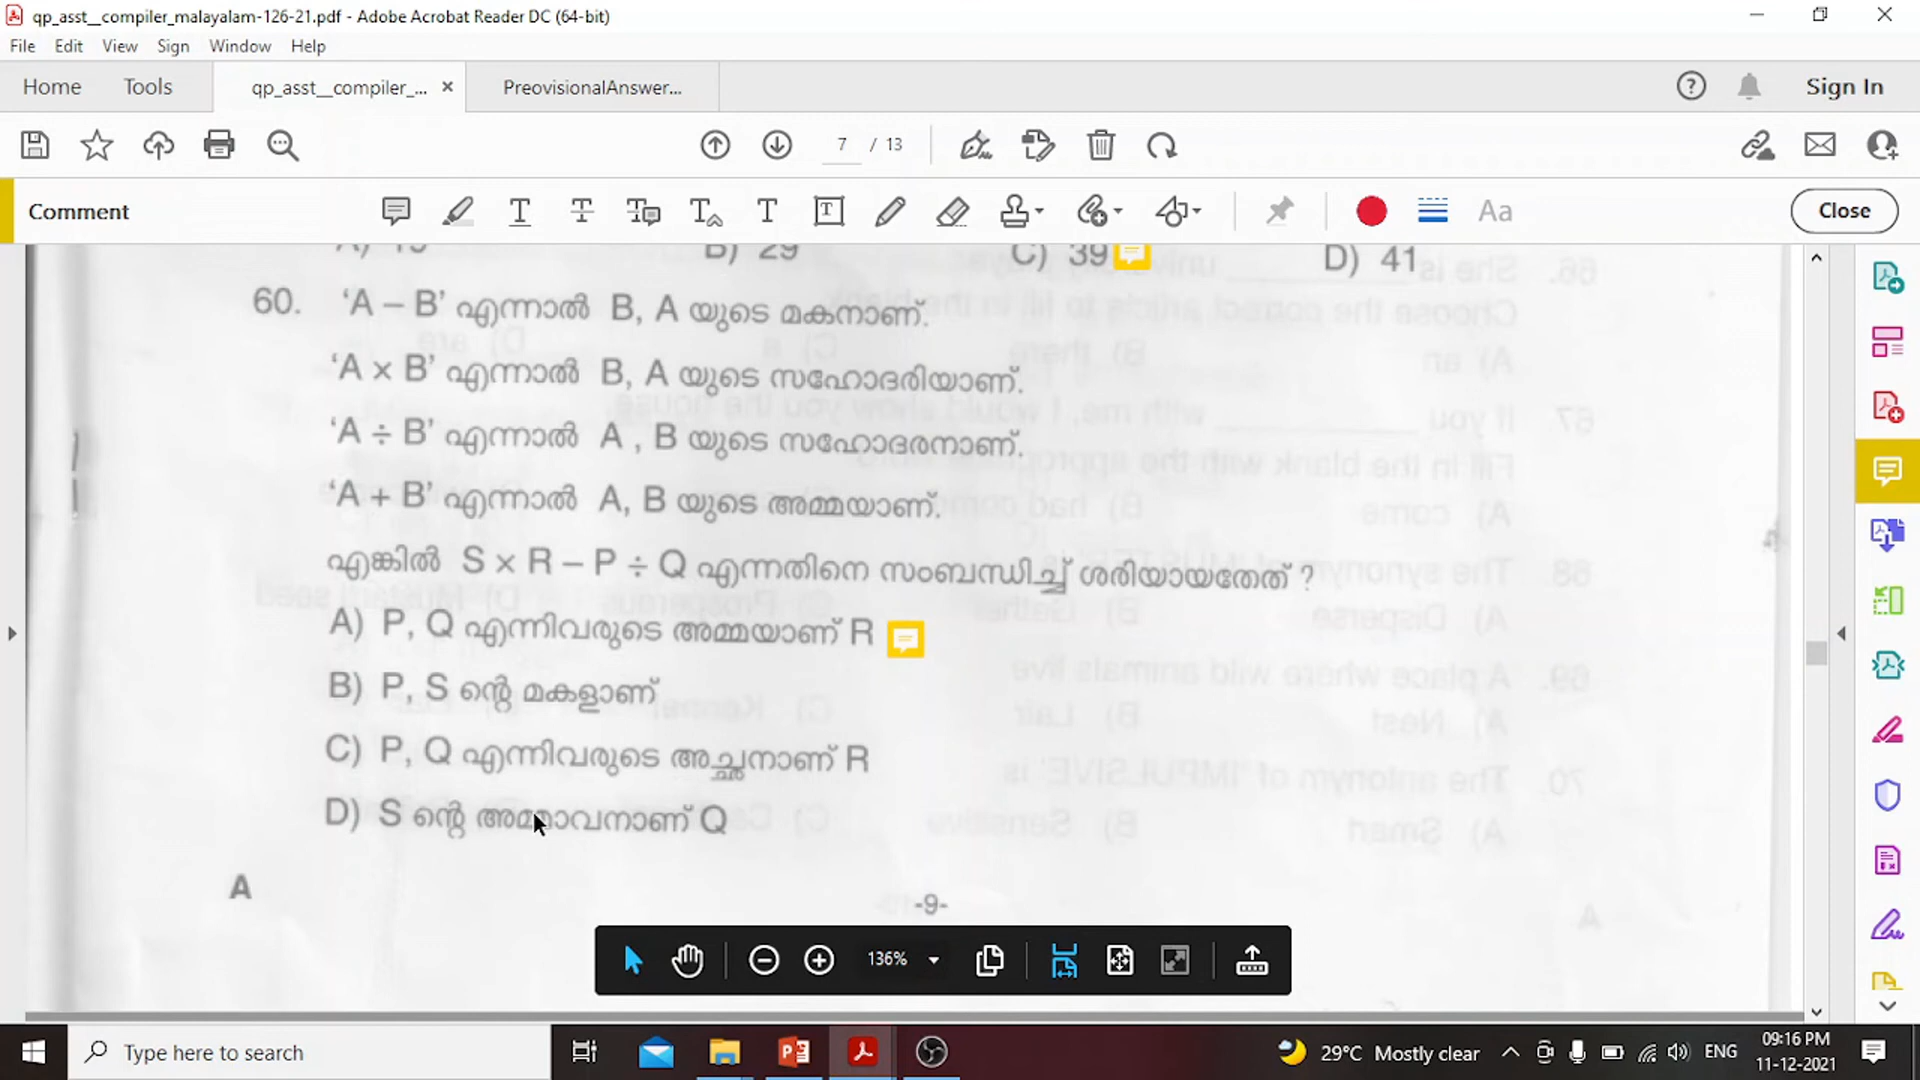 qp_asst__compiler_malayalam-126-21.pdf - Adobe Acrobat Reader DC (64-bit)
File Edit View Sign Window Help
Home Tools qp_asst__compiler_... PreovisionalAnswer... Sign In
7 / 13
Comment Close
A) 19 B) 29 C) 39 D) 41
60. ‘A – B’ എന്നാൽ B, A യുടെ മകനാണ്.
‘A × B’ എന്നാൽ B, A യുടെ സഹോദരിയാണ്.
‘A ÷ B’ എന്നാൽ A , B യുടെ സഹോദരനാണ്.
‘A + B’ എന്നാൽ A, B യുടെ അമ്മയാണ്.
എങ്കിൽ S × R – P ÷ Q എന്നതിനെ സംബന്ധിച്ച് ശരിയായതേത് ?
A) P, Q എന്നിവരുടെ അമ്മയാണ് R
B) P, S ന്റെ മകളാണ്
C) P, Q എന്നിവരുടെ അച്ഛനാണ് R
D) S ന്റെ അമ്മാവനാണ് Q
A -9-
136%
Type here to search 29°C Mostly clear ENG 09:16 PM
11-12-2021